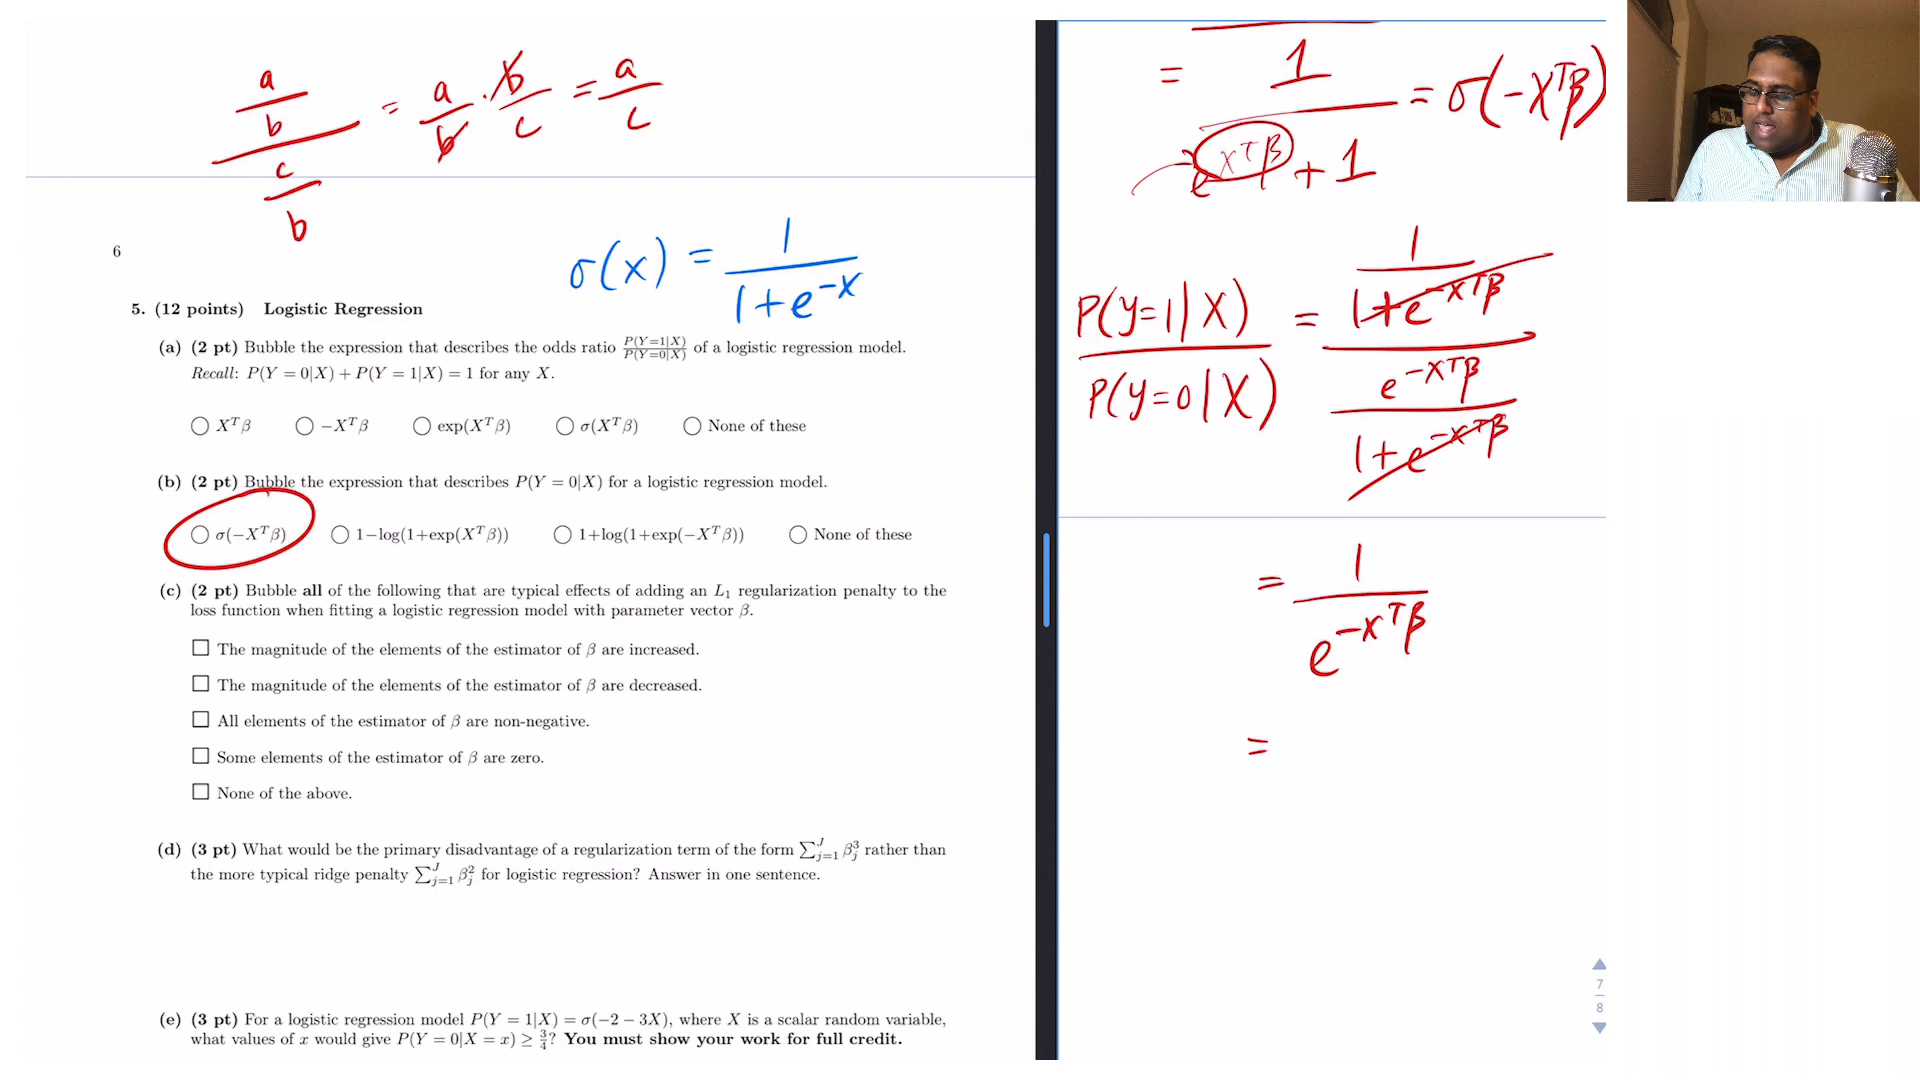 a/b / c/b = a/b · b/c = a/c
6
σ(x) = 1/(1+e^{-x})
5. (12 points) Logistic Regression
(a) (2 pt) Bubble the expression that describes the odds ratio P(Y=1|X)/P(Y=0|X) of a logistic regression model.
Recall: P(Y = 0|X) + P(Y = 1|X) = 1 for any X.
○ X^T β ○ −X^T β ○ exp(X^T β) ○ σ(X^T β) ○ None of these
(b) (2 pt) Bubble the expression that describes P(Y = 0|X) for a logistic regression model.
○ σ(−X^T β) ○ 1−log(1+exp(X^T β)) ○ 1+log(1+exp(−X^T β)) ○ None of these
(c) (2 pt) Bubble all of the following that are typical effects of adding an L_1 regularization penalty to the
loss function when fitting a logistic regression model with parameter vector β.
□ The magnitude of the elements of the estimator of β are increased.
□ The magnitude of the elements of the estimator of β are decreased.
□ All elements of the estimator of β are non-negative.
□ Some elements of the estimator of β are zero.
□ None of the above.
(d) (3 pt) What would be the primary disadvantage of a regularization term of the form ∑_{j=1}^J β_j^3 rather than
the more typical ridge penalty ∑_{j=1}^J β_j^2 for logistic regression? Answer in one sentence.
(e) (3 pt) For a logistic regression model P(Y = 1|X) = σ(−2 − 3X), where X is a scalar random variable,
what values of x would give P(Y = 0|X = x) ≥ 3/4? You must show your work for full credit.
= 1/(e^{X^T β} + 1) = σ(−X^T β)
P(Y=1|X)/P(Y=0|X) = 1/(1+e^{-X^T β}) / e^{-X^T β}/(1+e^{-X^T β})
= 1/e^{-X^T β}
=
7
8